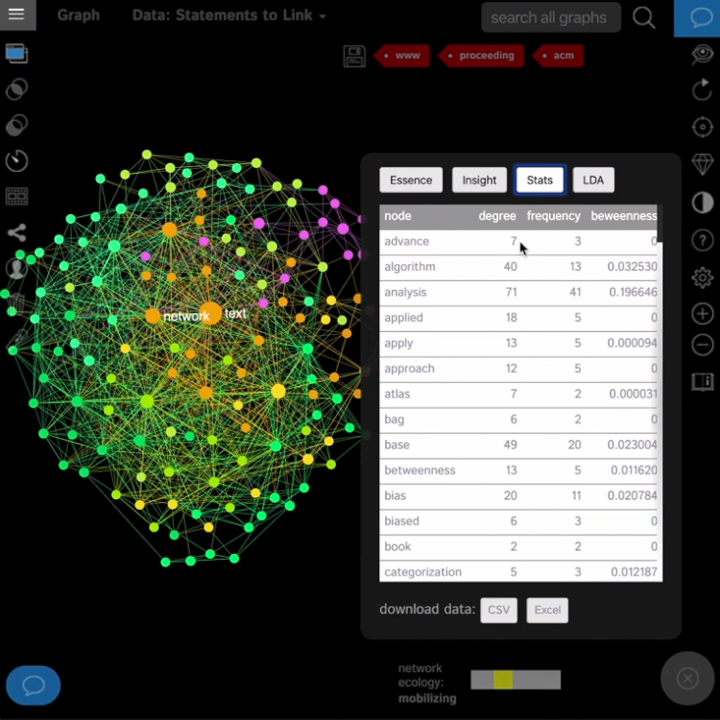 Graph Data: Statements to Link search all graphs
www proceeding acm
Essence Insight Stats LDA
node degree frequency beweenness
advance 7 3 0
algorithm 40 13 0.032530
analysis 71 41 0.196646
applied 18 5 0
apply 13 5 0.000094
approach 12 5 0
atlas 7 2 0.000031
bag 6 2 0
base 49 20 0.023004
betweenness 13 5 0.011620
bias 20 11 0.020784
biased 6 3 0
book 2 2 0
categorization 5 3 0.012187
network text
download data: CSV Excel
network
ecology:
mobilizing